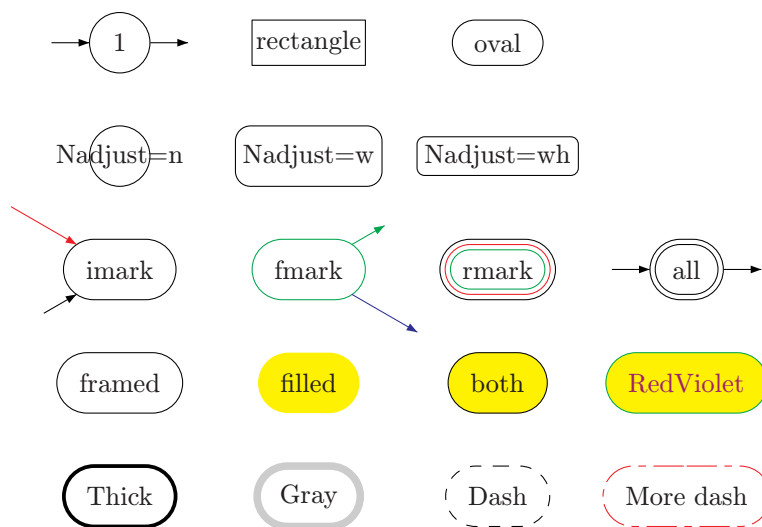 1 rectangle oval
Nadjust=n Nadjust=w Nadjust=wh
imark fmark rmark all
framed filled both RedViolet
Thick Gray Dash More dash